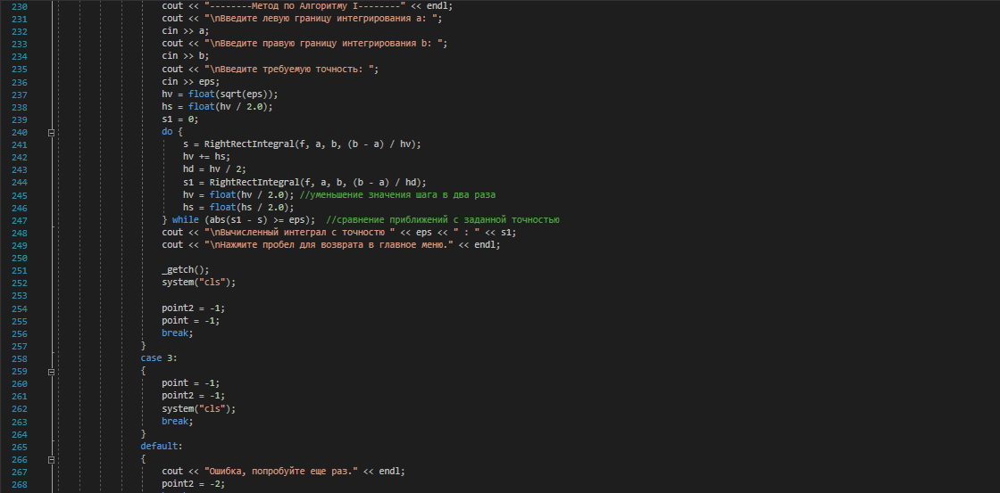 230 cout << "--------Метод по Алгоритму I--------" << endl;
231 cout << "\nВведите левую границу интегрирования a: ";
232 cin >> a;
233 cout << "\nВведите правую границу интегрирования b: ";
234 cin >> b;
235 cout << "\nВведите требуемую точность: ";
236 cin >> eps;
237 hv = float(sqrt(eps));
238 hs = float(hv / 2.0);
239 s1 = 0;
240 do {
241 s = RightRectIntegral(f, a, b, (b - a) / hv);
242 hv += hs;
243 hd = hv / 2;
244 s1 = RightRectIntegral(f, a, b, (b - a) / hd);
245 hv = float(hv / 2.0); //уменьшение значения шага в два раза
246 hs = float(hs / 2.0);
247 } while (abs(s1 - s) >= eps);  //сравнение приближений с заданной точностью
248 cout << "\nВычисленный интеграл с точностью " << eps << " : " << s1;
249 cout << "\nНажмите пробел для возврата в главное меню." << endl;
250
251 _getch();
252 system("cls");
253
254 point2 = -1;
255 point = -1;
256 break;
257 }
258 case 3:
259 {
260 point = -1;
261 point2 = -1;
262 system("cls");
263 break;
264 }
265 default:
266 {
267 cout << "Ошибка, попробуйте еще раз." << endl;
268 point2 = -2;